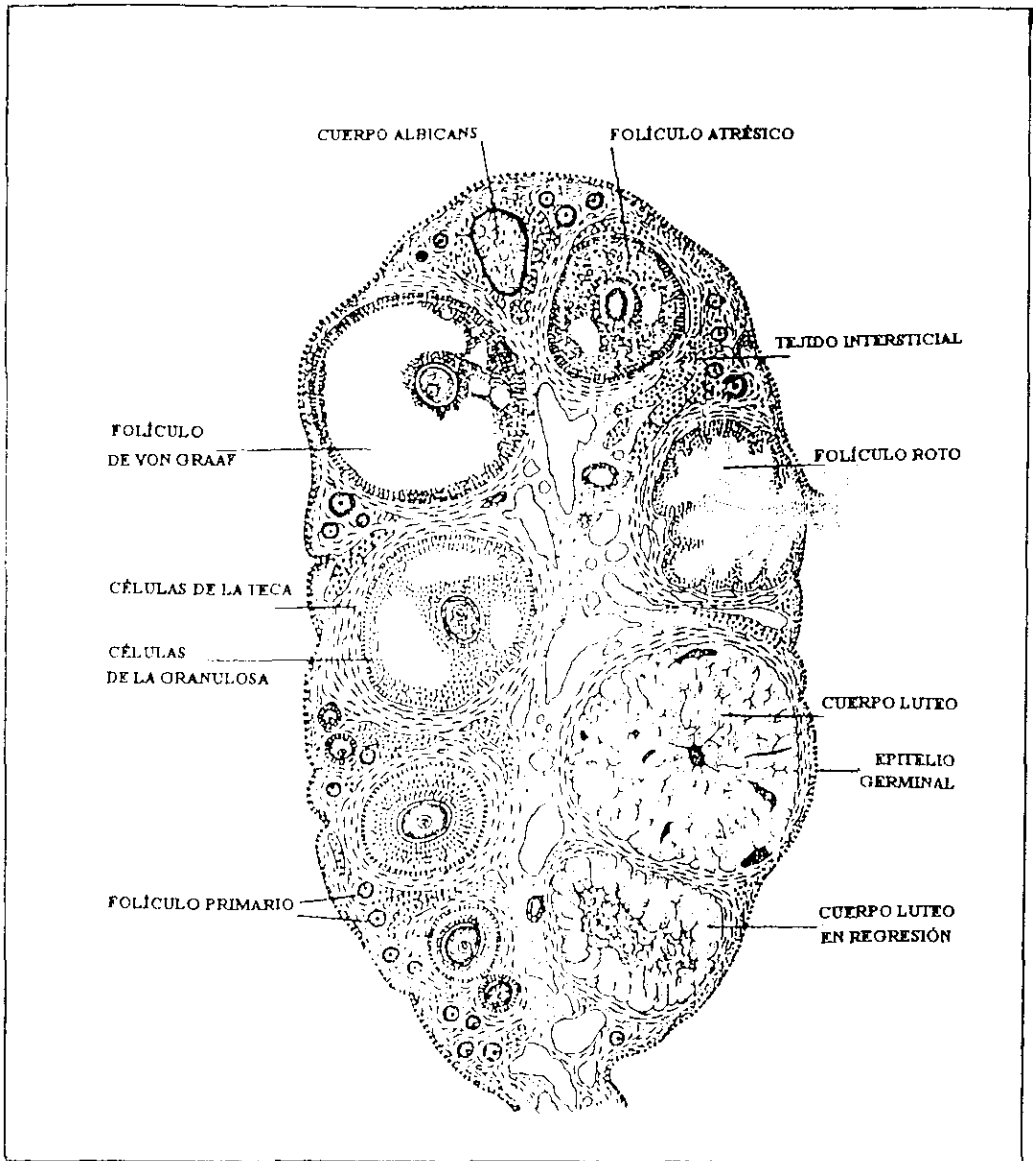 CUERPO ALBICANS
FOLÍCULO ATRÉSICO
TEJIDO INTERSTICIAL
FOLÍCULO
DE VON GRAAF
FOLÍCULO ROTO
CÉLULAS DE LA TECA
CÉLULAS
DE LA GRANULOSA
CUERPO LUTEO
EPITELIO
GERMINAL
FOLÍCULO PRIMARIO
CUERPO LUTEO
EN REGRESIÓN